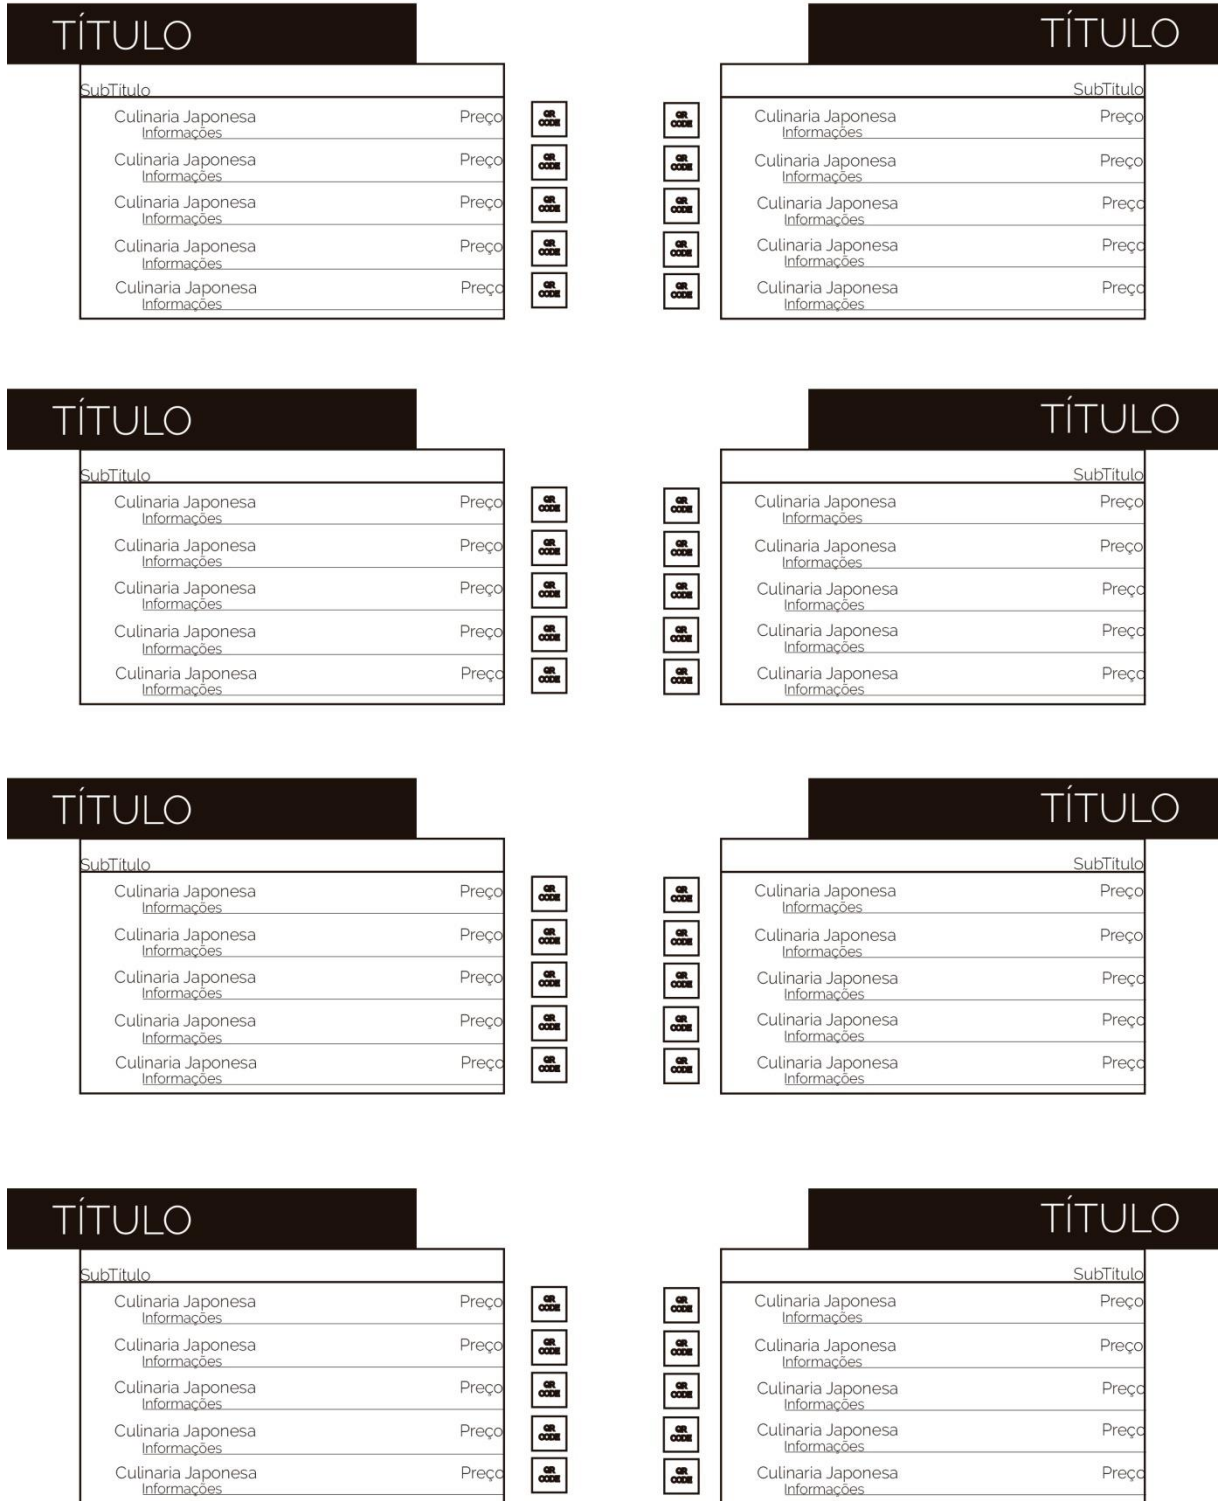 TÍTULO
SubTitulo
Culinaria Japonesa Preço
Informações
QR
CODE
Culinaria Japonesa Preço
Informações
QR
CODE
Culinaria Japonesa Preço
Informações
QR
CODE
Culinaria Japonesa Preço
Informações
QR
CODE
Culinaria Japonesa Preço
Informações
QR
CODE
TÍTULO
SubTitulo
QR
CODE
Culinaria Japonesa Preço
Informações
QR
CODE
Culinaria Japonesa Preço
Informações
QR
CODE
Culinaria Japonesa Preço
Informações
QR
CODE
Culinaria Japonesa Preço
Informações
QR
CODE
Culinaria Japonesa Preço
Informações
TÍTULO
SubTitulo
Culinaria Japonesa Preço
Informações
QR
CODE
Culinaria Japonesa Preço
Informações
QR
CODE
Culinaria Japonesa Preço
Informações
QR
CODE
Culinaria Japonesa Preço
Informações
QR
CODE
Culinaria Japonesa Preço
Informações
QR
CODE
TÍTULO
SubTitulo
QR
CODE
Culinaria Japonesa Preço
Informações
QR
CODE
Culinaria Japonesa Preço
Informações
QR
CODE
Culinaria Japonesa Preço
Informações
QR
CODE
Culinaria Japonesa Preço
Informações
QR
CODE
Culinaria Japonesa Preço
Informações
TÍTULO
SubTitulo
Culinaria Japonesa Preço
Informações
QR
CODE
Culinaria Japonesa Preço
Informações
QR
CODE
Culinaria Japonesa Preço
Informações
QR
CODE
Culinaria Japonesa Preço
Informações
QR
CODE
Culinaria Japonesa Preço
Informações
QR
CODE
TÍTULO
SubTitulo
QR
CODE
Culinaria Japonesa Preço
Informações
QR
CODE
Culinaria Japonesa Preço
Informações
QR
CODE
Culinaria Japonesa Preço
Informações
QR
CODE
Culinaria Japonesa Preço
Informações
QR
CODE
Culinaria Japonesa Preço
Informações
TÍTULO
SubTitulo
Culinaria Japonesa Preço
Informações
QR
CODE
Culinaria Japonesa Preço
Informações
QR
CODE
Culinaria Japonesa Preço
Informações
QR
CODE
Culinaria Japonesa Preço
Informações
QR
CODE
Culinaria Japonesa Preço
Informações
QR
CODE
TÍTULO
SubTitulo
QR
CODE
Culinaria Japonesa Preço
Informações
QR
CODE
Culinaria Japonesa Preço
Informações
QR
CODE
Culinaria Japonesa Preço
Informações
QR
CODE
Culinaria Japonesa Preço
Informações
QR
CODE
Culinaria Japonesa Preço
Informações